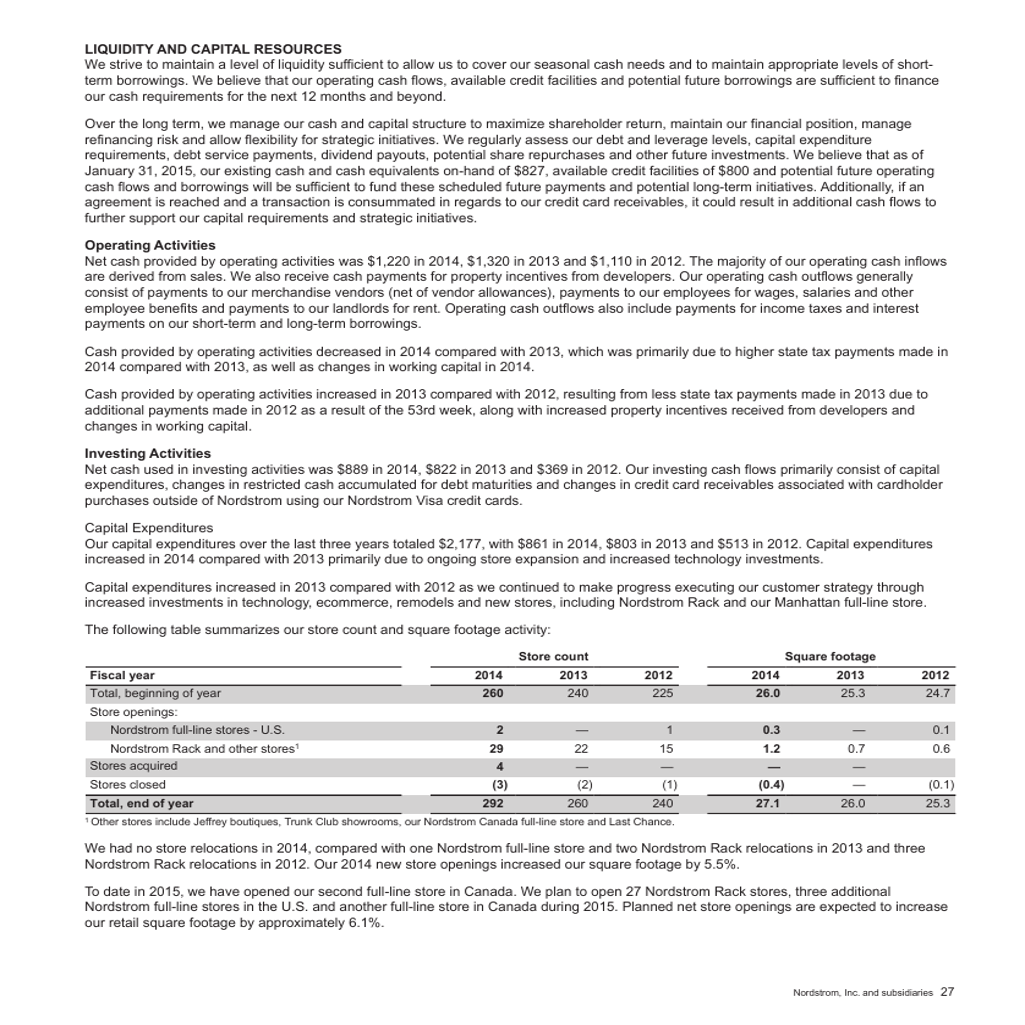 LIQUIDITY AND CAPITAL RESOURCES
We strive to maintain a level of liquidity sufficient to allow us to cover our seasonal cash needs and to maintain appropriate levels of short-
term borrowings. We believe that our operating cash flows, available credit facilities and potential future borrowings are sufficient to finance
our cash requirements for the next 12 months and beyond.
Over the long term, we manage our cash and capital structure to maximize shareholder return, maintain our financial position, manage
refinancing risk and allow flexibility for strategic initiatives. We regularly assess our debt and leverage levels, capital expenditure
requirements, debt service payments, dividend payouts, potential share repurchases and other future investments. We believe that as of
January 31, 2015, our existing cash and cash equivalents on-hand of $827, available credit facilities of $800 and potential future operating
cash flows and borrowings will be sufficient to fund these scheduled future payments and potential long-term initiatives. Additionally, if an
agreement is reached and a transaction is consummated in regards to our credit card receivables, it could result in additional cash flows to
further support our capital requirements and strategic initiatives.
Operating Activities
Net cash provided by operating activities was $1,220 in 2014, $1,320 in 2013 and $1,110 in 2012. The majority of our operating cash inflows
are derived from sales. We also receive cash payments for property incentives from developers. Our operating cash outflows generally
consist of payments to our merchandise vendors (net of vendor allowances), payments to our employees for wages, salaries and other
employee benefits and payments to our landlords for rent. Operating cash outflows also include payments for income taxes and interest
payments on our short-term and long-term borrowings.
Cash provided by operating activities decreased in 2014 compared with 2013, which was primarily due to higher state tax payments made in
2014 compared with 2013, as well as changes in working capital in 2014.
Cash provided by operating activities increased in 2013 compared with 2012, resulting from less state tax payments made in 2013 due to
additional payments made in 2012 as a result of the 53rd week, along with increased property incentives received from developers and
changes in working capital.
Investing Activities
Net cash used in investing activities was $889 in 2014, $822 in 2013 and $369 in 2012. Our investing cash flows primarily consist of capital
expenditures, changes in restricted cash accumulated for debt maturities and changes in credit card receivables associated with cardholder
purchases outside of Nordstrom using our Nordstrom Visa credit cards.
Capital Expenditures
Our capital expenditures over the last three years totaled $2,177, with $861 in 2014, $803 in 2013 and $513 in 2012. Capital expenditures
increased in 2014 compared with 2013 primarily due to ongoing store expansion and increased technology investments.
Capital expenditures increased in 2013 compared with 2012 as we continued to make progress executing our customer strategy through
increased investments in technology, ecommerce, remodels and new stores, including Nordstrom Rack and our Manhattan full-line store.
The following table summarizes our store count and square footage activity:
Store count Square footage
Fiscal year 2014 2013 2012 2014 2013 2012
Total, beginning of year 260 240 225 26.0 25.3 24.7
Store openings:
Nordstrom full-line stores - U.S. 2 — 1 0.3 — 0.1
Nordstrom Rack and other stores¹ 29 22 15 1.2 0.7 0.6
Stores acquired 4 — — — —
Stores closed (3) (2) (1) (0.4) — (0.1)
Total, end of year 292 260 240 27.1 26.0 25.3
¹ Other stores include Jeffrey boutiques, Trunk Club showrooms, our Nordstrom Canada full-line store and Last Chance.
We had no store relocations in 2014, compared with one Nordstrom full-line store and two Nordstrom Rack relocations in 2013 and three
Nordstrom Rack relocations in 2012. Our 2014 new store openings increased our square footage by 5.5%.
To date in 2015, we have opened our second full-line store in Canada. We plan to open 27 Nordstrom Rack stores, three additional
Nordstrom full-line stores in the U.S. and another full-line store in Canada during 2015. Planned net store openings are expected to increase
our retail square footage by approximately 6.1%.
Nordstrom, Inc. and subsidiaries 27